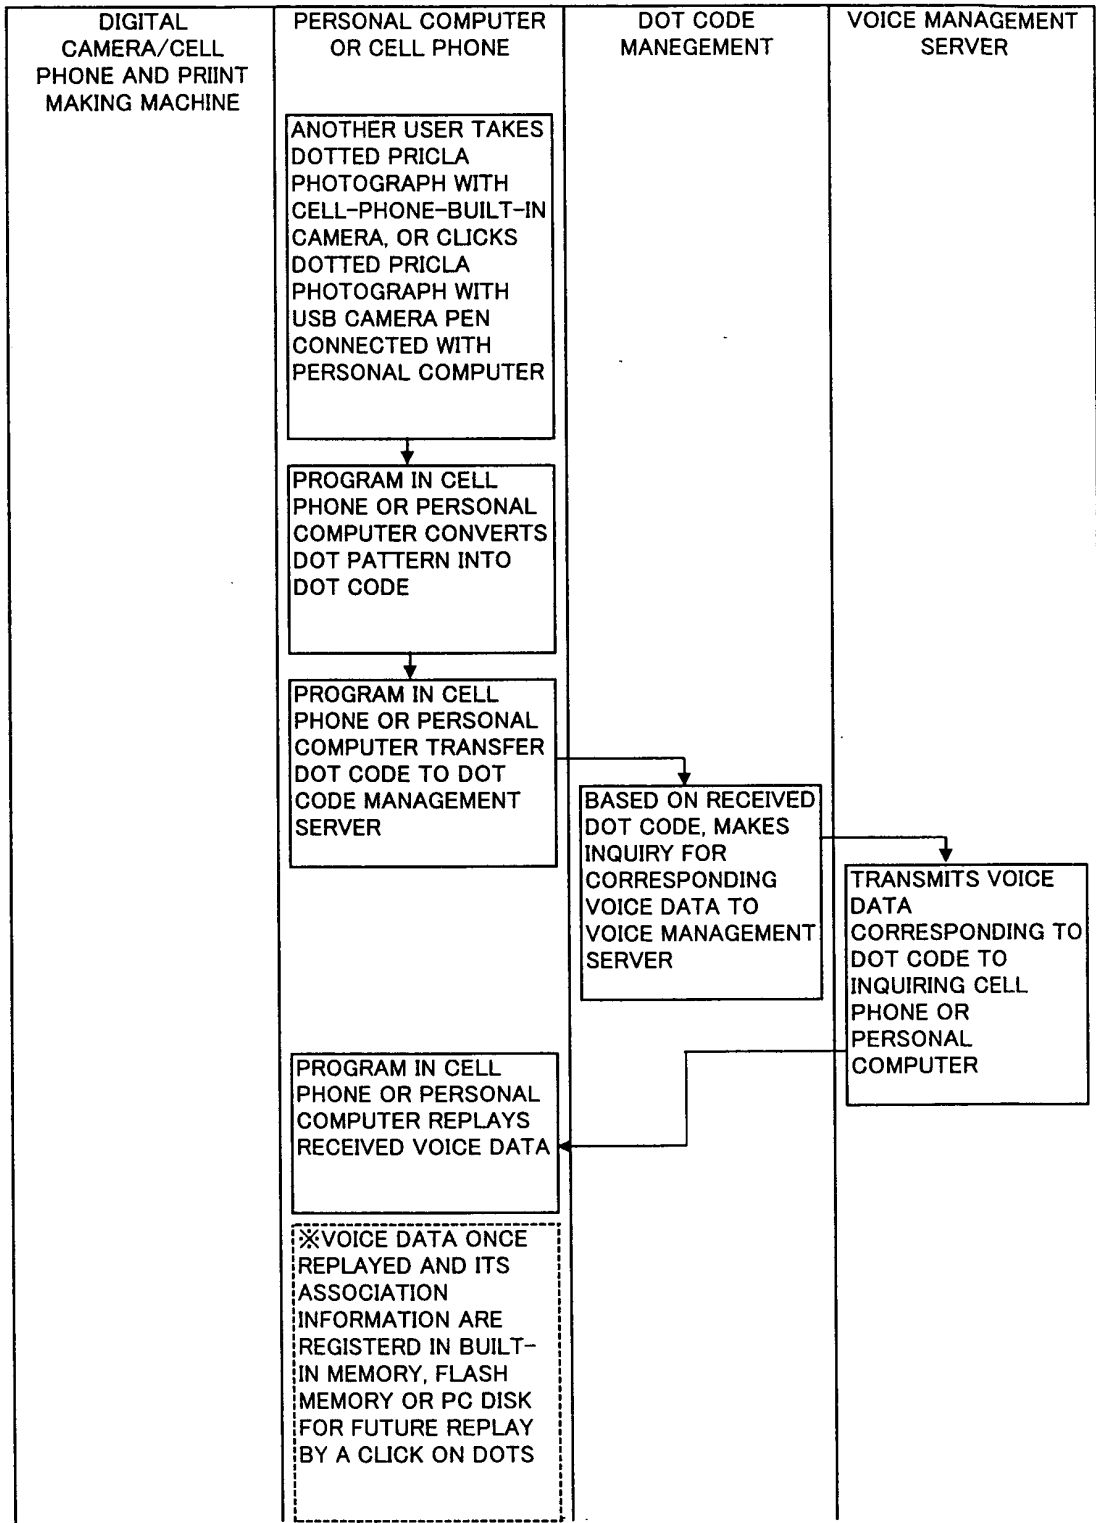 DIGITAL
CAMERA/CELL
PHONE AND PRIINT
MAKING MACHINE
PERSONAL COMPUTER
OR CELL PHONE
DOT CODE
MANEGEMENT
VOICE MANAGEMENT
SERVER
ANOTHER USER TAKES
DOTTED PRICLA
PHOTOGRAPH WITH
CELL-PHONE-BUILT-IN
CAMERA, OR CLICKS
DOTTED PRICLA
PHOTOGRAPH WITH
USB CAMERA PEN
CONNECTED WITH
PERSONAL COMPUTER
PROGRAM IN CELL
PHONE OR PERSONAL
COMPUTER CONVERTS
DOT PATTERN INTO
DOT CODE
PROGRAM IN CELL
PHONE OR PERSONAL
COMPUTER TRANSFER
DOT CODE TO DOT
CODE MANAGEMENT
SERVER
BASED ON RECEIVED
DOT CODE, MAKES
INQUIRY FOR
CORRESPONDING
VOICE DATA TO
VOICE MANAGEMENT
SERVER
TRANSMITS VOICE
DATA
CORRESPONDING TO
DOT CODE TO
INQUIRING CELL
PHONE OR
PERSONAL
COMPUTER
PROGRAM IN CELL
PHONE OR PERSONAL
COMPUTER REPLAYS
RECEIVED VOICE DATA
※VOICE DATA ONCE
REPLAYED AND ITS
ASSOCIATION
INFORMATION ARE
REGISTERD IN BUILT-
IN MEMORY, FLASH
MEMORY OR PC DISK
FOR FUTURE REPLAY
BY A CLICK ON DOTS